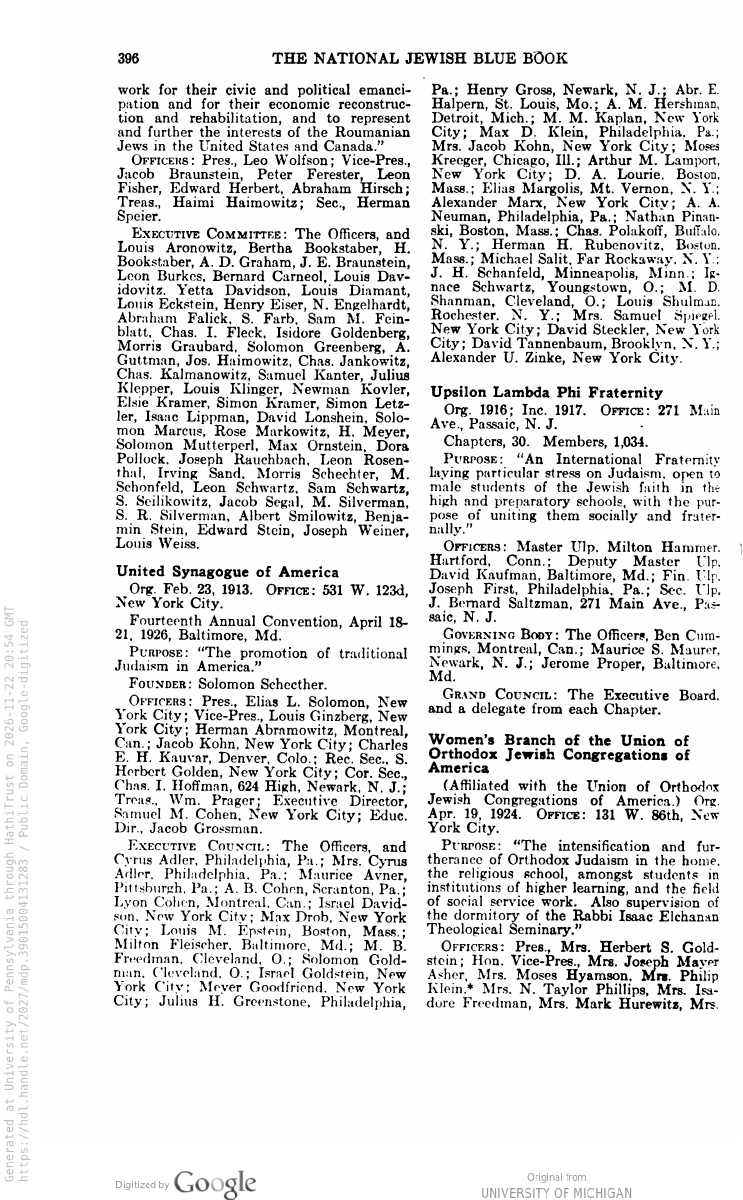 396
THE NATIONAL JEWISH BLUE BOOK
work for their civic and political emanci-
pation and for their economic reconstruc-
tion and rehabilitation, and to represent
and further the interests of the Roumanian
Jews in the United States and Canada."
OFFICERS: Pres., Leo Wolfson; Vice-Pres.,
Jacob Braunstein, Peter Ferester, Leon
Fisher, Edward Herbert, Abraham Hirsch;
Treas., Haimi Haimowitz; Sec., Herman
Speier.
EXECUTIVE COMMITTEE: The Officers, and
Louis Aronowitz, Bertha Bookstaber, H.
Bookstaber, A. D. Graham, J. E. Braunstein,
Leon Burkes, Bernard Carneol, Louis Dav-
idovitz, Yetta Davidson, Louis Diamant,
Louis Eckstein, Henry Eiser, N. Engelhardt,
Abraham Falick, S. Farb, Sam M. Fein-
blatt, Chas. I. Fleck, Isidore Goldenberg,
Morris Graubard, Solomon Greenberg, A.
Guttman, Jos. Haimowitz, Chas. Jankowitz,
Chas. Kalmanowitz, Samuel Kanter, Julius
Klepper, Louis Klinger, Newman Kovler,
Elsie Kramer, Simon Kramer, Simon Letz-
ler, Isaac Lippman, David Lonshein, Solo-
mon Marcus, Rose Markowitz, H. Meyer,
Solomon Mutterperl, Max Ornstein, Dora
Pollock, Joseph Rauchbach, Leon Rosen-
thal, Irving Sand, Morris Schechter, M.
Schonfeld, Leon Schwartz, Sam Schwartz,
S. Seilikowitz, Jacob Segal, M. Silverman,
S. R. Silverman, Albert Smilowitz, Benja-
min Stein, Edward Stein, Joseph Weiner,
Louis Weiss.
United Synagogue of America
Org. Feb. 23, 1913. OFFICE: 531 W. 123d,
New York City.
Fourteenth Annual Convention, April 18-
21, 1926, Baltimore, Md.
PURPOSE: "The promotion of traditional
Judaism in America."
FOUNDER: Solomon Schecther.
OFFICERS: Pres., Elias L. Solomon, New
York City; Vice-Pres., Louis Ginzberg, New
York City; Herman Abramowitz, Montreal,
Can.; Jacob Kohn, New York City; Charles
E. H. Kauvar, Denver, Colo.; Rec. Sec., S.
Herbert Golden, New York City; Cor. Sec.,
Chas. I. Hoffman, 624 High, Newark, N. J.;
Treas., Wm. Prager; Executive Director,
Samuel M. Cohen, New York City; Educ.
Dir., Jacob Grossman.
EXECUTIVE COUNCIL: The Officers, and
Cyrus Adler, Philadelphia, Pa.; Mrs. Cyrus
Adler, Philadelphia, Pa.; Maurice Avner,
Pittsburgh, Pa.; A. B. Cohen, Scranton, Pa.;
Lyon Cohen, Montreal, Can.; Israel David-
son, New York City; Max Drob, New York
City; Louis M. Epstein, Boston, Mass.;
Milton Fleischer, Baltimore, Md.; M. B.
Freedman, Cleveland, O.; Solomon Gold-
man, Cleveland, O.; Israel Goldstein, New
York City; Meyer Goodfriend, New York
City; Julius H. Greenstone, Philadelphia,
Pa.; Henry Gross, Newark, N. J.; Abr. E.
Halpern, St. Louis, Mo.; A. M. Hershman,
Detroit, Mich.; M. M. Kaplan, New York
City; Max D. Klein, Philadelphia, Pa.;
Mrs. Jacob Kohn, New York City; Moses
Kreeger, Chicago, Ill.; Arthur M. Lamport,
New York City; D. A. Lourie, Boston,
Mass.; Elias Margolis, Mt. Vernon, N. Y.;
Alexander Marx, New York City; A. A.
Neuman, Philadelphia, Pa.; Nathan Pinan-
ski, Boston, Mass.; Chas. Polakoff, Buffalo,
N. Y.; Herman H. Rubenovitz, Boston,
Mass.; Michael Salit, Far Rockaway, N. Y.;
J. H. Schanfeld, Minneapolis, Minn.; Ig-
nace Schwartz, Youngstown, O.; M. D.
Shanman, Cleveland, O.; Louis Shulman,
Rochester, N. Y.; Mrs. Samuel Spiegel,
New York City; David Steckler, New York
City; David Tannenbaum, Brooklyn, N. Y.;
Alexander U. Zinke, New York City.
Upsilon Lambda Phi Fraternity
Org. 1916; Inc. 1917. OFFICE: 271 Main
Ave., Passaic, N. J.
Chapters, 30. Members, 1,034.
PURPOSE: "An International Fraternity
laying particular stress on Judaism, open to
male students of the Jewish faith in the
high and preparatory schools, with the pur-
pose of uniting them socially and frater-
nally."
OFFICERS: Master Ulp, Milton Hammer,
Hartford, Conn.; Deputy Master Ulp,
David Kaufman, Baltimore, Md.; Fin. Ulp,
Joseph First, Philadelphia, Pa.; Sec. Ulp,
J. Bernard Saltzman, 271 Main Ave., Pas-
saic, N. J.
GOVERNING BODY: The Officers, Ben Cum-
mings, Montreal, Can.; Maurice S. Maurer,
Newark, N. J.; Jerome Proper, Baltimore,
Md.
GRAND COUNCIL: The Executive Board,
and a delegate from each Chapter.
Women's Branch of the Union of
Orthodox Jewish Congregations of
America
(Affiliated with the Union of Orthodox
Jewish Congregations of America.) Org.
Apr. 19, 1924. OFFICE: 131 W. 86th, New
York City.
PURPOSE: "The intensification and fur-
therance of Orthodox Judaism in the home,
the religious school, amongst students in
institutions of higher learning, and the field
of social service work. Also supervision of
the dormitory of the Rabbi Isaac Elchanan
Theological Seminary."
OFFICERS: Pres., Mrs. Herbert S. Gold-
stein; Hon. Vice-Pres., Mrs. Joseph Mayer
Asher, Mrs. Moses Hyamson, Mrs. Philip
Klein,* Mrs. N. Taylor Phillips, Mrs. Isa-
dore Freedman, Mrs. Mark Hurewitz, Mrs.
Generated at University of Pennsylvania through HathiTrust on 2026-11-22 20:54 GMT
https://hdl.handle.net/2027/mdp.39015004131283 / Public Domain, Google-digitized
Digitized by Google
Original from
UNIVERSITY OF MICHIGAN